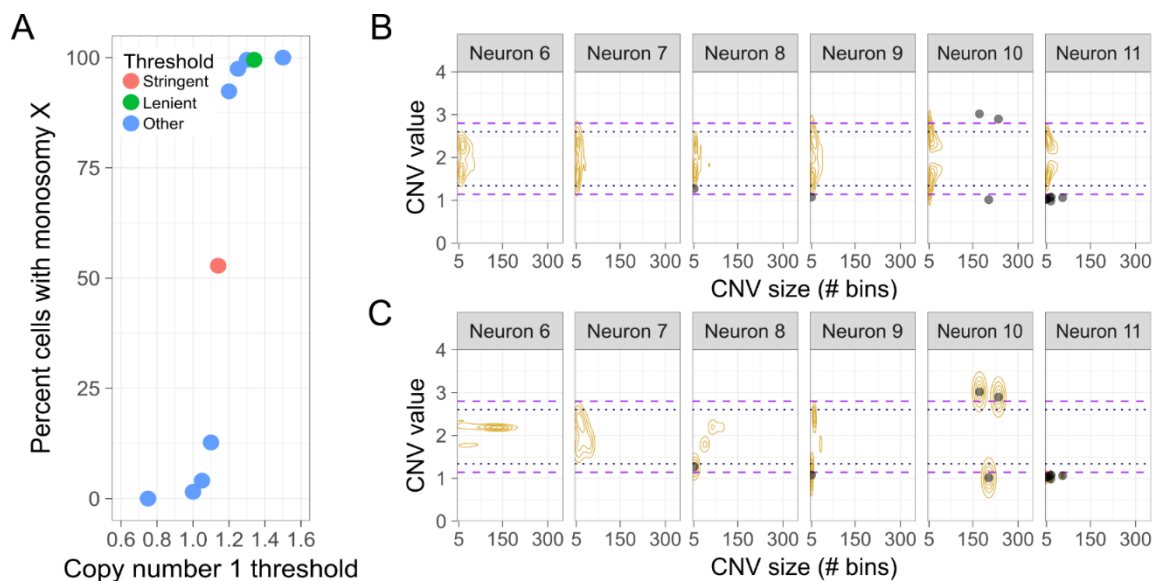 A
Percent cells with monosomy X
100
75
50
25
0
Threshold
Stringent
Lenient
Other
0.6 0.8 1.0 1.2 1.4 1.6
Copy number 1 threshold
B
Neuron 6 Neuron 7 Neuron 8 Neuron 9 Neuron 10 Neuron 11
CNV value
4
3
2
1
0
5 150 300 5 150 300 5 150 300 5 150 300 5 150 300 5 150 300
CNV size (# bins)
C
Neuron 6 Neuron 7 Neuron 8 Neuron 9 Neuron 10 Neuron 11
CNV value
4
3
2
1
0
5 150 300 5 150 300 5 150 300 5 150 300 5 150 300 5 150 300
CNV size (# bins)